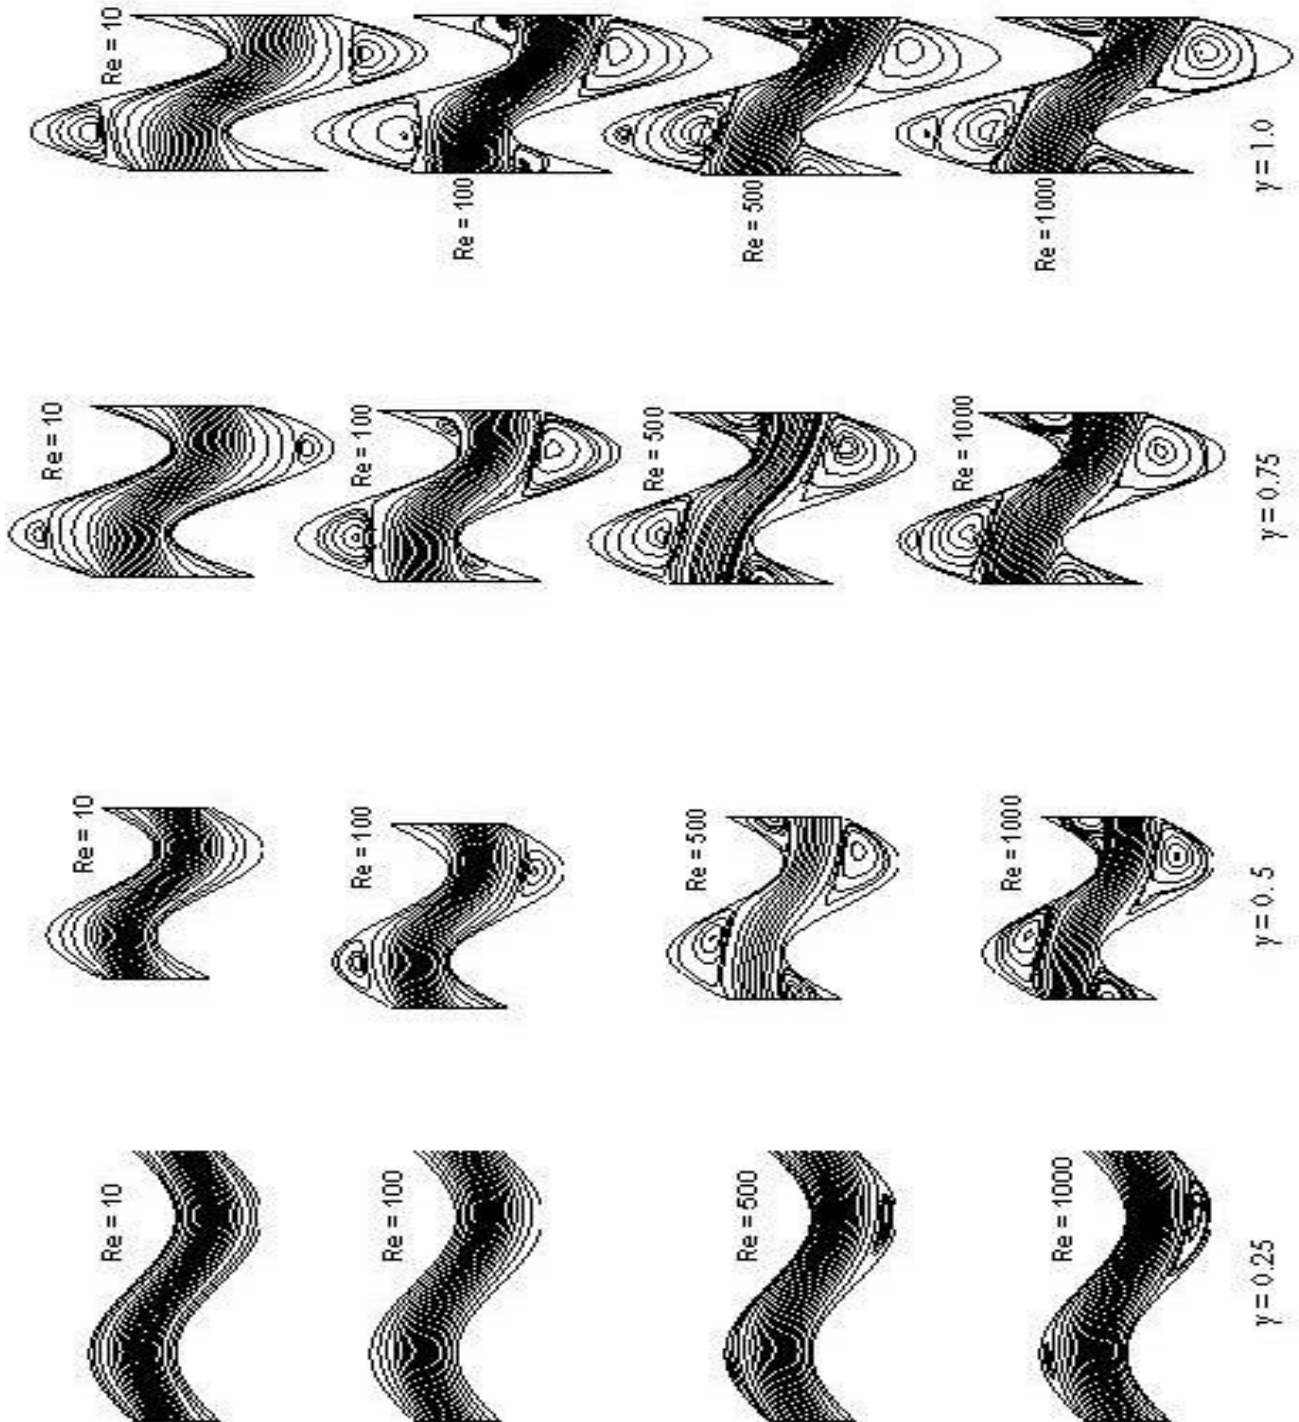 Re = 10
Re = 10
Re = 10
Re = 10
Re = 100
Re = 100
Re = 100
Re = 100
Re = 500
Re = 500
Re = 500
Re = 500
Re = 1000
Re = 1000
Re = 1000
Re = 1000
γ = 0.25
γ = 0. 5
γ = 0.75
γ = 1.0